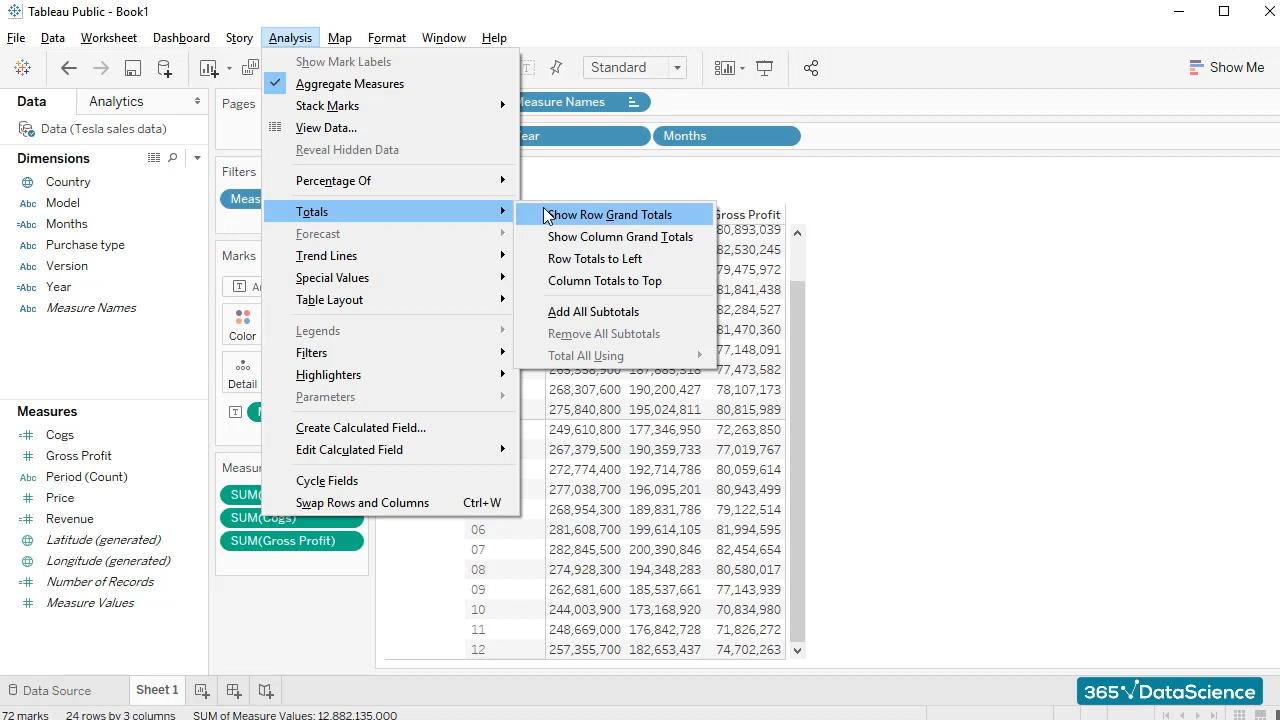 Tableau Public - Book1
File Data Worksheet Dashboard Story Analysis Map Format Window Help
Standard
Show Me
Data Analytics
Data (Tesla sales data)
Dimensions
Country
Abc Model
=Abc Months
Abc Purchase type
Abc Version
=Abc Year
Abc Measure Names
Measures
Cogs
Gross Profit
Abc Period (Count)
Price
Revenue
Latitude (generated)
Longitude (generated)
Number of Records
Measure Values
Pages
Filters
Meas
Marks
Color
Detail
Measur
SUM(
SUM(Cogs)
SUM(Gross Profit)
Show Mark Labels
Aggregate Measures
Stack Marks
View Data...
Reveal Hidden Data
Percentage Of
Totals
Forecast
Trend Lines
Special Values
Table Layout
Legends
Filters
Highlighters
Parameters
Create Calculated Field...
Edit Calculated Field
Cycle Fields
Swap Rows and Columns Ctrl+W
Show Row Grand Totals
Show Column Grand Totals
Row Totals to Left
Column Totals to Top
Add All Subtotals
Remove All Subtotals
Total All Using
Measure Names
ear Months
Gross Profit
80,893,039
82,530,245
79,475,972
81,841,438
82,284,527
81,470,360
77,148,091
265,358,900 187,885,318 77,473,582
268,307,600 190,200,427 78,107,173
275,840,800 195,024,811 80,815,989
249,610,800 177,346,950 72,263,850
267,379,500 190,359,733 77,019,767
272,774,400 192,714,786 80,059,614
277,038,700 196,095,201 80,943,499
268,954,300 189,831,786 79,122,514
06 281,608,700 199,614,105 81,994,595
07 282,845,500 200,390,846 82,454,654
08 274,928,300 194,348,283 80,580,017
09 262,681,600 185,537,661 77,143,939
10 244,003,900 173,168,920 70,834,980
11 248,669,000 176,842,728 71,826,272
12 257,355,700 182,653,437 74,702,263
Data Source Sheet 1
365 DataScience
72 marks 24 rows by 3 columns SUM of Measure Values: 12,882,135,000